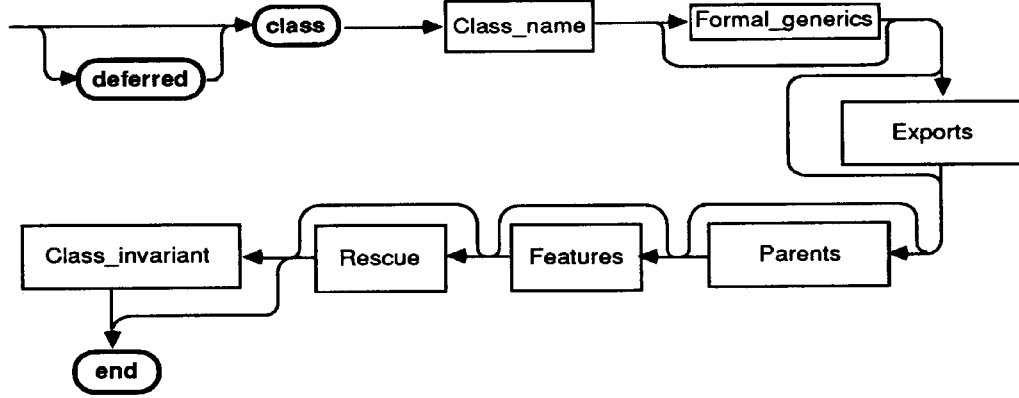 class
Class_name
Formal_generics
deferred
Exports
Parents
Features
Rescue
Class_invariant
end